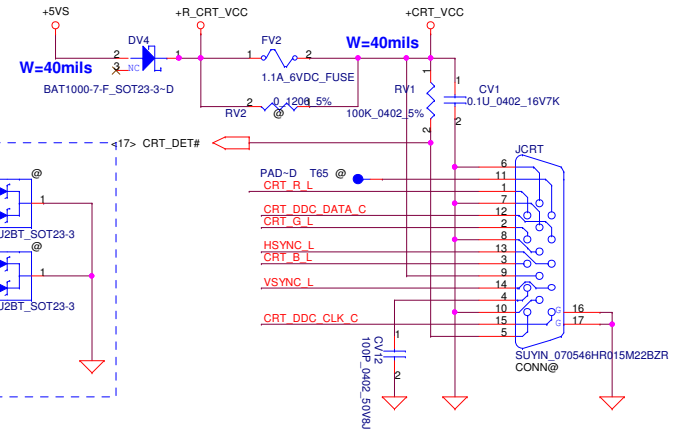 +5VS
+R_CRT_VCC
+CRT_VCC
DV4
FV2
W=40mils
2
1
1
2
3
NC
W=40mils
1.1A_6VDC_FUSE
BAT1000-7-F_SOT23-3~D
RV1
1
CV1
1
2
0_1206_5%
1
RV2
@
0.1U_0402_16V7K
100K_0402_5%
2
2
<17> CRT_DET#
JCRT
@
PAD~D T65 @
6
11
CRT_R_L
1
1
7
CRT_DDC_DATA_C
12
CRT_G_L
2
J2BT_SOT23-3
8
@
HSYNC_L
13
CRT_B_L
3
1
9
VSYNC_L
14
4
J2BT_SOT23-3
10
G
16
CRT_DDC_CLK_C
15
G
17
5
1
CV12
100P_0402_50V8J
2
SUYIN_070546HR015M22BZR
CONN@